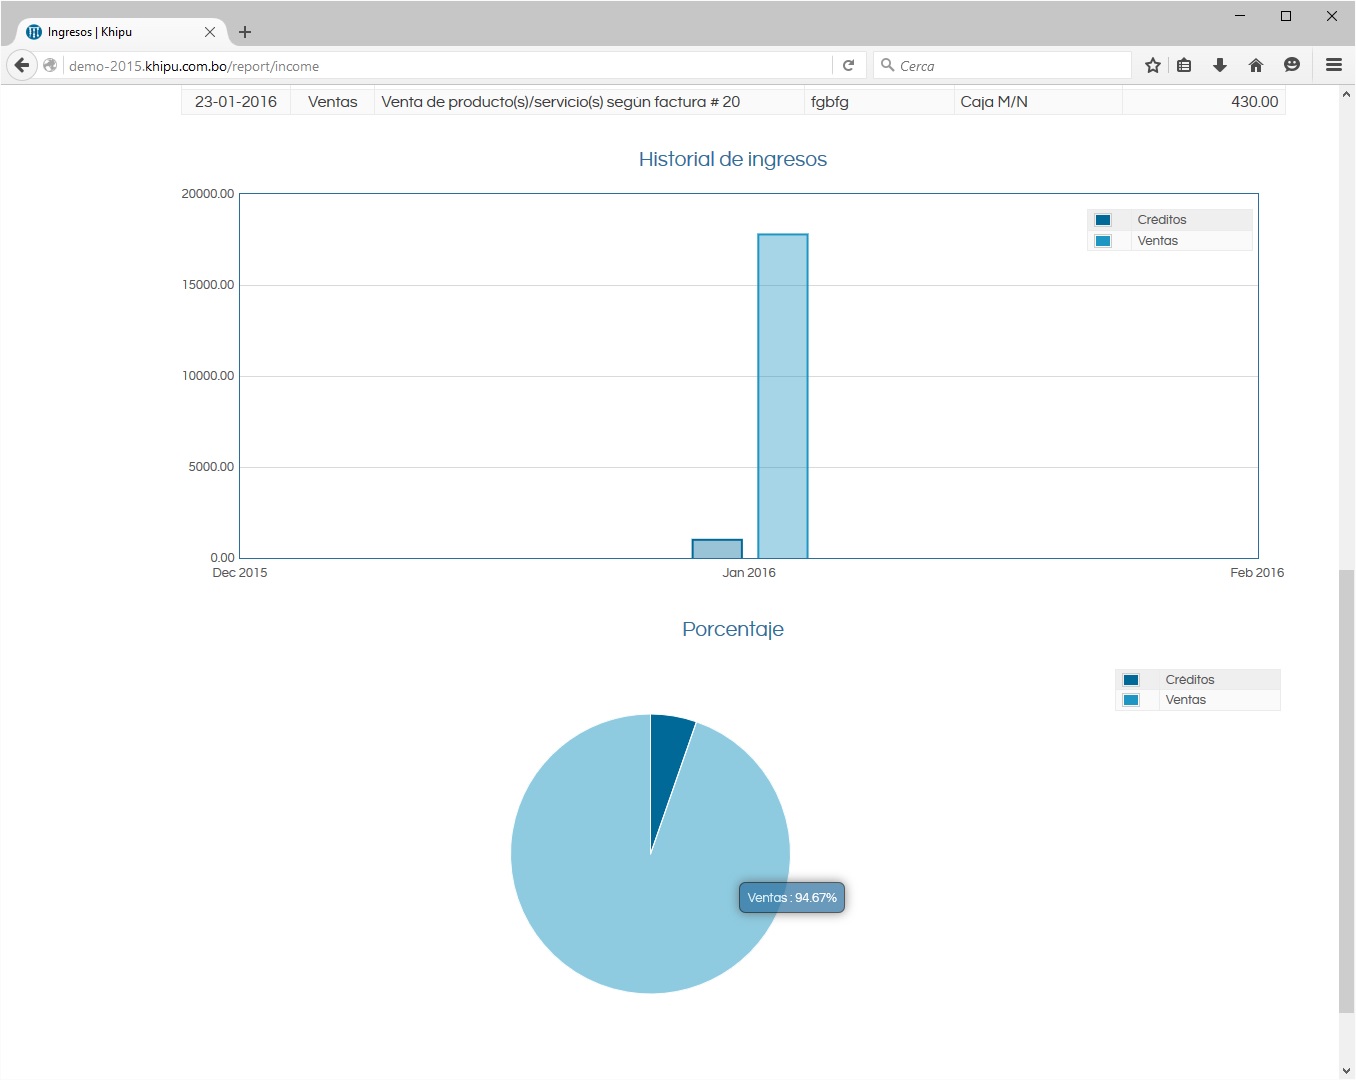 Ingresos | Khipu
demo-2015.khipu.com.bo/report/income
Cerca
23-01-2016 Ventas Venta de producto(s)/servicio(s) según factura # 20 fgbfg Caja M/N 430.00
Historial de ingresos
20000.00
Créditos
Ventas
15000.00
10000.00
5000.00
0.00
Dec 2015 Jan 2016 Feb 2016
Porcentaje
Créditos
Ventas
Ventas : 94.67%